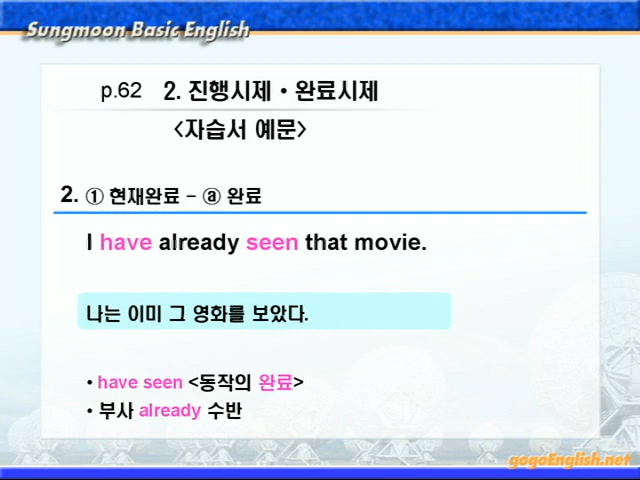 Sungmoon Basic English
p.62 2. 진행시제・완료시제
<자습서 예문>
2. ① 현재완료 - ⓐ 완료
I have already seen that movie.
나는 이미 그 영화를 보았다.
• have seen <동작의 완료>
• 부사 already 수반
gogoEnglish.net